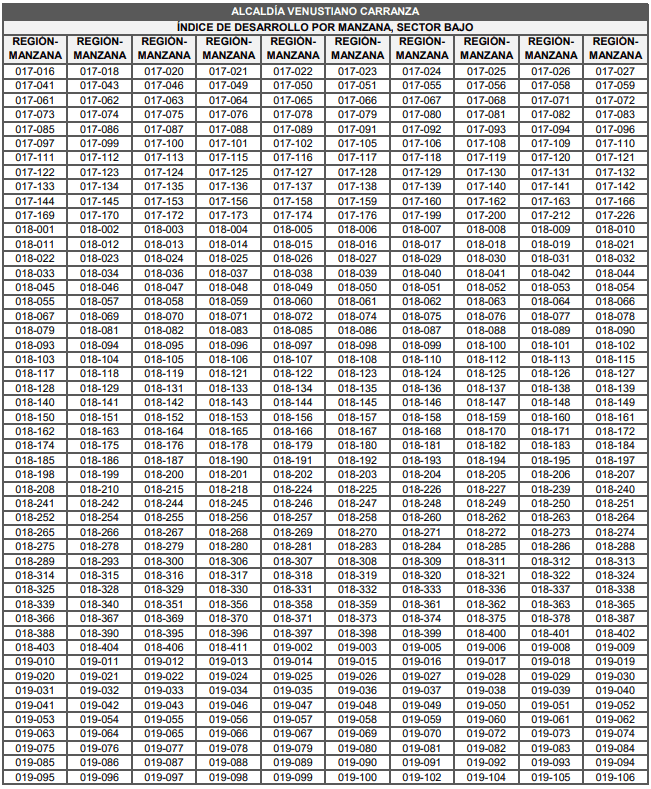 ALCALDÍA VENUSTIANO CARRANZA
ÍNDICE DE DESARROLLO POR MANZANA, SECTOR BAJO
REGIÓN-MANZANA REGIÓN-MANZANA REGIÓN-MANZANA REGIÓN-MANZANA REGIÓN-MANZANA REGIÓN-MANZANA REGIÓN-MANZANA REGIÓN-MANZANA REGIÓN-MANZANA REGIÓN-MANZANA
017-016 017-018 017-020 017-021 017-022 017-023 017-024 017-025 017-026 017-027
017-041 017-043 017-046 017-049 017-050 017-051 017-055 017-056 017-058 017-059
017-061 017-062 017-063 017-064 017-065 017-066 017-067 017-068 017-071 017-072
017-073 017-074 017-075 017-076 017-078 017-079 017-080 017-081 017-082 017-083
017-085 017-086 017-087 017-088 017-089 017-091 017-092 017-093 017-094 017-096
017-097 017-099 017-100 017-101 017-102 017-105 017-106 017-108 017-109 017-110
017-111 017-112 017-113 017-115 017-116 017-117 017-118 017-119 017-120 017-121
017-122 017-123 017-124 017-125 017-127 017-128 017-129 017-130 017-131 017-132
017-133 017-134 017-135 017-136 017-137 017-138 017-139 017-140 017-141 017-142
017-144 017-145 017-153 017-156 017-158 017-159 017-160 017-162 017-163 017-166
017-169 017-170 017-172 017-173 017-174 017-176 017-199 017-200 017-212 017-226
018-001 018-002 018-003 018-004 018-005 018-006 018-007 018-008 018-009 018-010
018-011 018-012 018-013 018-014 018-015 018-016 018-017 018-018 018-019 018-021
018-022 018-023 018-024 018-025 018-026 018-027 018-029 018-030 018-031 018-032
018-033 018-034 018-036 018-037 018-038 018-039 018-040 018-041 018-042 018-044
018-045 018-046 018-047 018-048 018-049 018-050 018-051 018-052 018-053 018-054
018-055 018-057 018-058 018-059 018-060 018-061 018-062 018-063 018-064 018-066
018-067 018-069 018-070 018-071 018-072 018-074 018-075 018-076 018-077 018-078
018-079 018-081 018-082 018-083 018-085 018-086 018-087 018-088 018-089 018-090
018-093 018-094 018-095 018-096 018-097 018-098 018-099 018-100 018-101 018-102
018-103 018-104 018-105 018-106 018-107 018-108 018-110 018-112 018-113 018-115
018-117 018-118 018-119 018-121 018-122 018-123 018-124 018-125 018-126 018-127
018-128 018-129 018-131 018-133 018-134 018-135 018-136 018-137 018-138 018-139
018-140 018-141 018-142 018-143 018-144 018-145 018-146 018-147 018-148 018-149
018-150 018-151 018-152 018-153 018-156 018-157 018-158 018-159 018-160 018-161
018-162 018-163 018-164 018-165 018-166 018-167 018-168 018-170 018-171 018-172
018-174 018-175 018-176 018-178 018-179 018-180 018-181 018-182 018-183 018-184
018-185 018-186 018-187 018-190 018-191 018-192 018-193 018-194 018-195 018-197
018-198 018-199 018-200 018-201 018-202 018-203 018-204 018-205 018-206 018-207
018-208 018-210 018-215 018-218 018-224 018-225 018-226 018-227 018-239 018-240
018-241 018-242 018-244 018-245 018-246 018-247 018-248 018-249 018-250 018-251
018-252 018-254 018-255 018-256 018-257 018-258 018-260 018-262 018-263 018-264
018-265 018-266 018-267 018-268 018-269 018-270 018-271 018-272 018-273 018-274
018-275 018-278 018-279 018-280 018-281 018-283 018-284 018-285 018-286 018-288
018-289 018-293 018-300 018-306 018-307 018-308 018-309 018-311 018-312 018-313
018-314 018-315 018-316 018-317 018-318 018-319 018-320 018-321 018-322 018-324
018-325 018-328 018-329 018-330 018-331 018-332 018-333 018-336 018-337 018-338
018-339 018-340 018-351 018-356 018-358 018-359 018-361 018-362 018-363 018-365
018-366 018-367 018-369 018-370 018-371 018-373 018-374 018-375 018-378 018-387
018-388 018-390 018-395 018-396 018-397 018-398 018-399 018-400 018-401 018-402
018-403 018-404 018-406 018-411 019-002 019-003 019-005 019-006 019-008 019-009
019-010 019-011 019-012 019-013 019-014 019-015 019-016 019-017 019-018 019-019
019-020 019-021 019-022 019-024 019-025 019-026 019-027 019-028 019-029 019-030
019-031 019-032 019-033 019-034 019-035 019-036 019-037 019-038 019-039 019-040
019-041 019-042 019-043 019-046 019-047 019-048 019-049 019-050 019-051 019-052
019-053 019-054 019-055 019-056 019-057 019-058 019-059 019-060 019-061 019-062
019-063 019-064 019-065 019-066 019-067 019-069 019-070 019-072 019-073 019-074
019-075 019-076 019-077 019-078 019-079 019-080 019-081 019-082 019-083 019-084
019-085 019-086 019-087 019-088 019-089 019-090 019-091 019-092 019-093 019-094
019-095 019-096 019-097 019-098 019-099 019-100 019-102 019-104 019-105 019-106